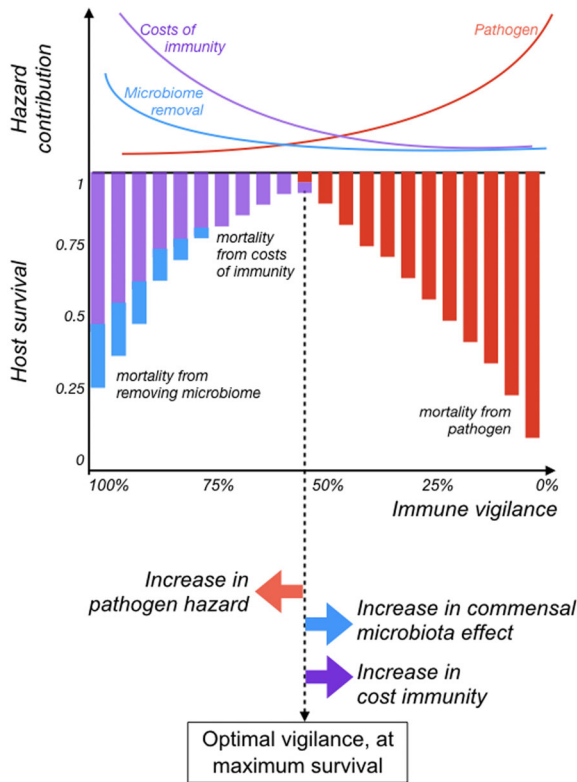 Costs of
immunity
Pathogen
Microbiome
removal
Hazard
contribution
1
0.75
0.5
0.25
0
Host survival
mortality
from costs
of immunity
mortality from
removing microbiome
mortality from
pathogen
100%
75%
50%
25%
0%
Immune vigilance
Increase in
pathogen hazard
Increase in commensal
microbiota effect
Increase in
cost immunity
Optimal vigilance, at
maximum survival